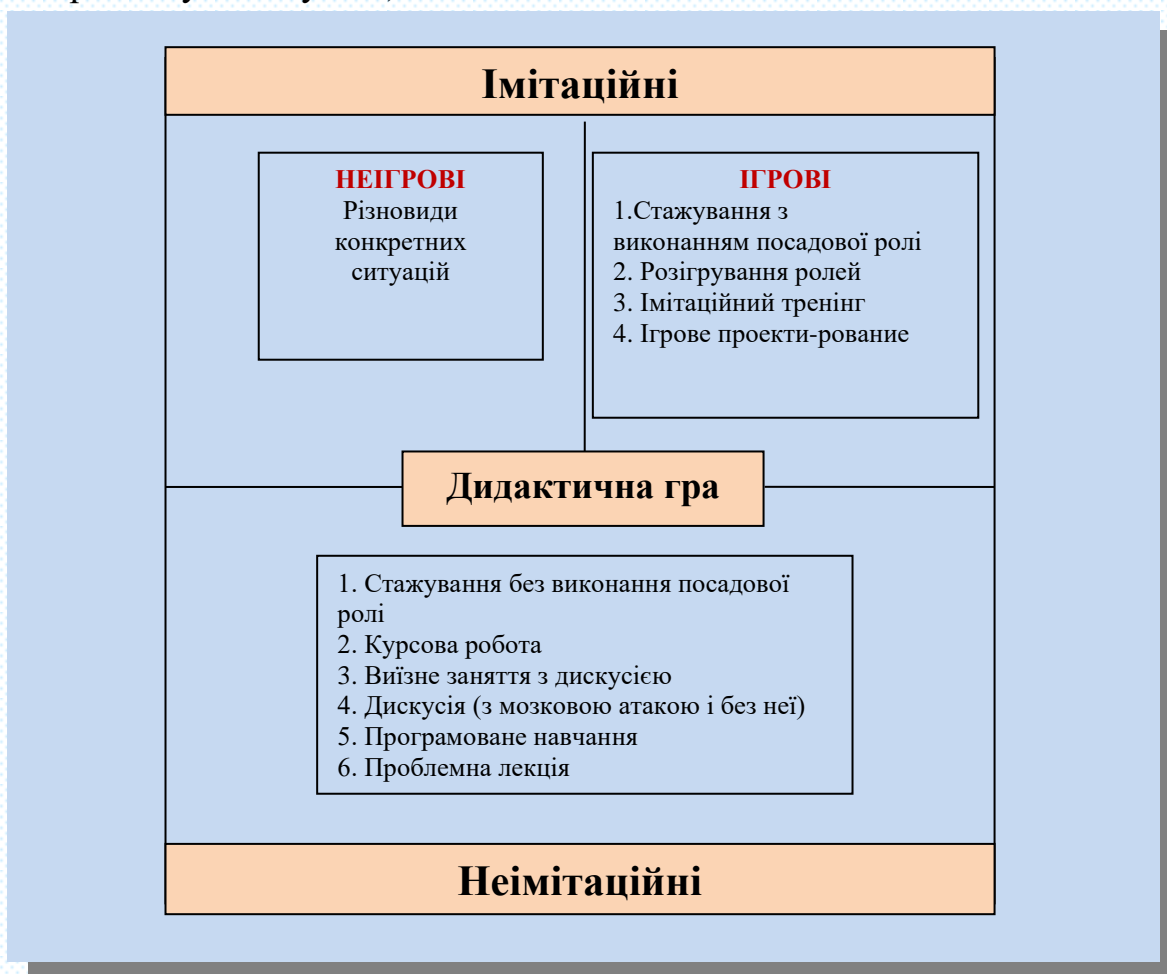 Імітаційні
НЕІГРОВІ
Різновиди
конкретних
ситуацій
ІГРОВІ
1.Стажування з
виконанням посадової ролі
2. Розігрування ролей
3. Імітаційний тренінг
4. Ігрове проекти-рование
Дидактична гра
1. Стажування без виконання посадової
ролі
2. Курсова робота
3. Виїзне заняття з дискусією
4. Дискусія (з мозковою атакою і без неї)
5. Програмоване навчання
6. Проблемна лекція
Неімітаційні